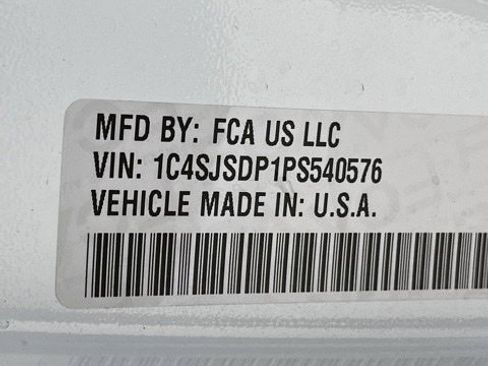 MFD BY: FCA US LLC
VIN: 1C4SJSDP1PS540576
VEHICLE MADE IN: U.S.A.